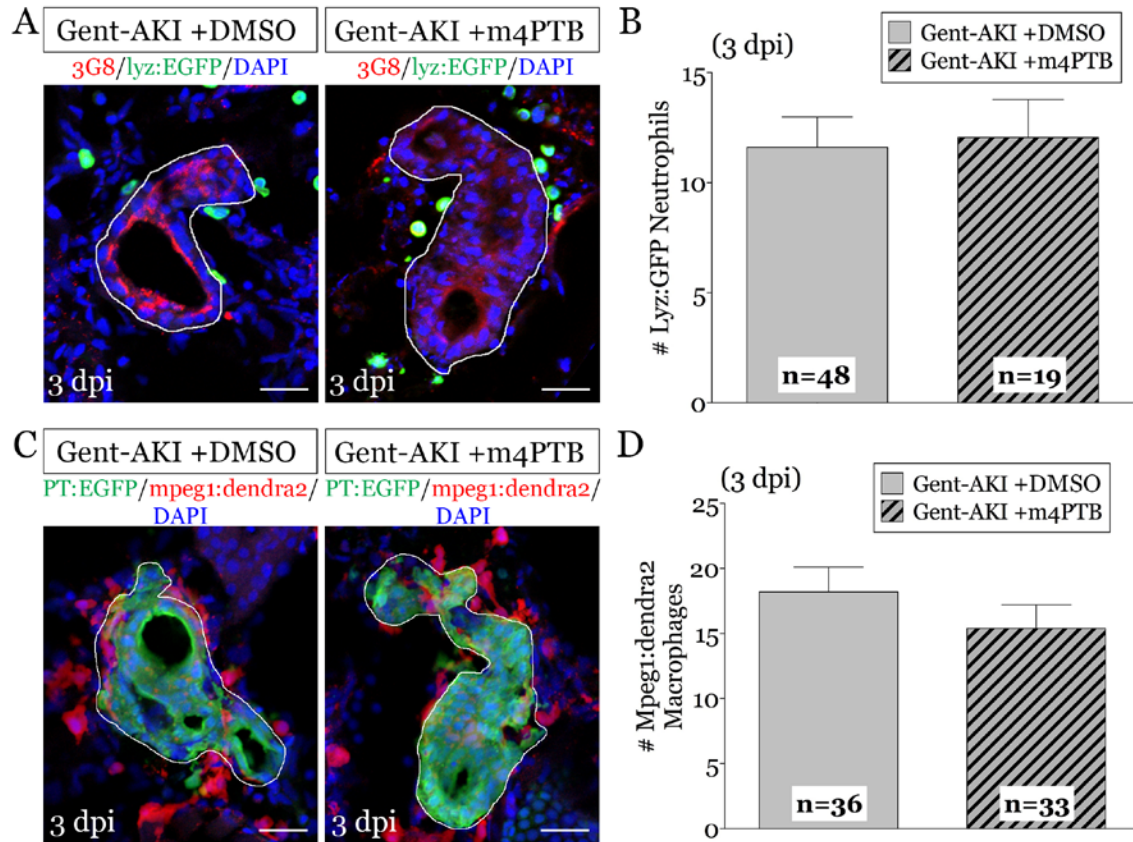 A
Gent-AKI +DMSO
Gent-AKI +m4PTB
3G8/lyz:EGFP/DAPI
3G8/lyz:EGFP/DAPI
3 dpi
3 dpi
B
(3 dpi)
Gent-AKI +DMSO
Gent-AKI +m4PTB
# Lyz:GFP Neutrophils
15
10
5
0
n=48
n=19
C
Gent-AKI +DMSO
Gent-AKI +m4PTB
PT:EGFP/mpeg1:dendra2/
DAPI
PT:EGFP/mpeg1:dendra2/
DAPI
3 dpi
3 dpi
D
(3 dpi)
Gent-AKI +DMSO
Gent-AKI +m4PTB
# Mpeg1:dendra2
Macrophages
25
20
15
10
5
0
n=36
n=33